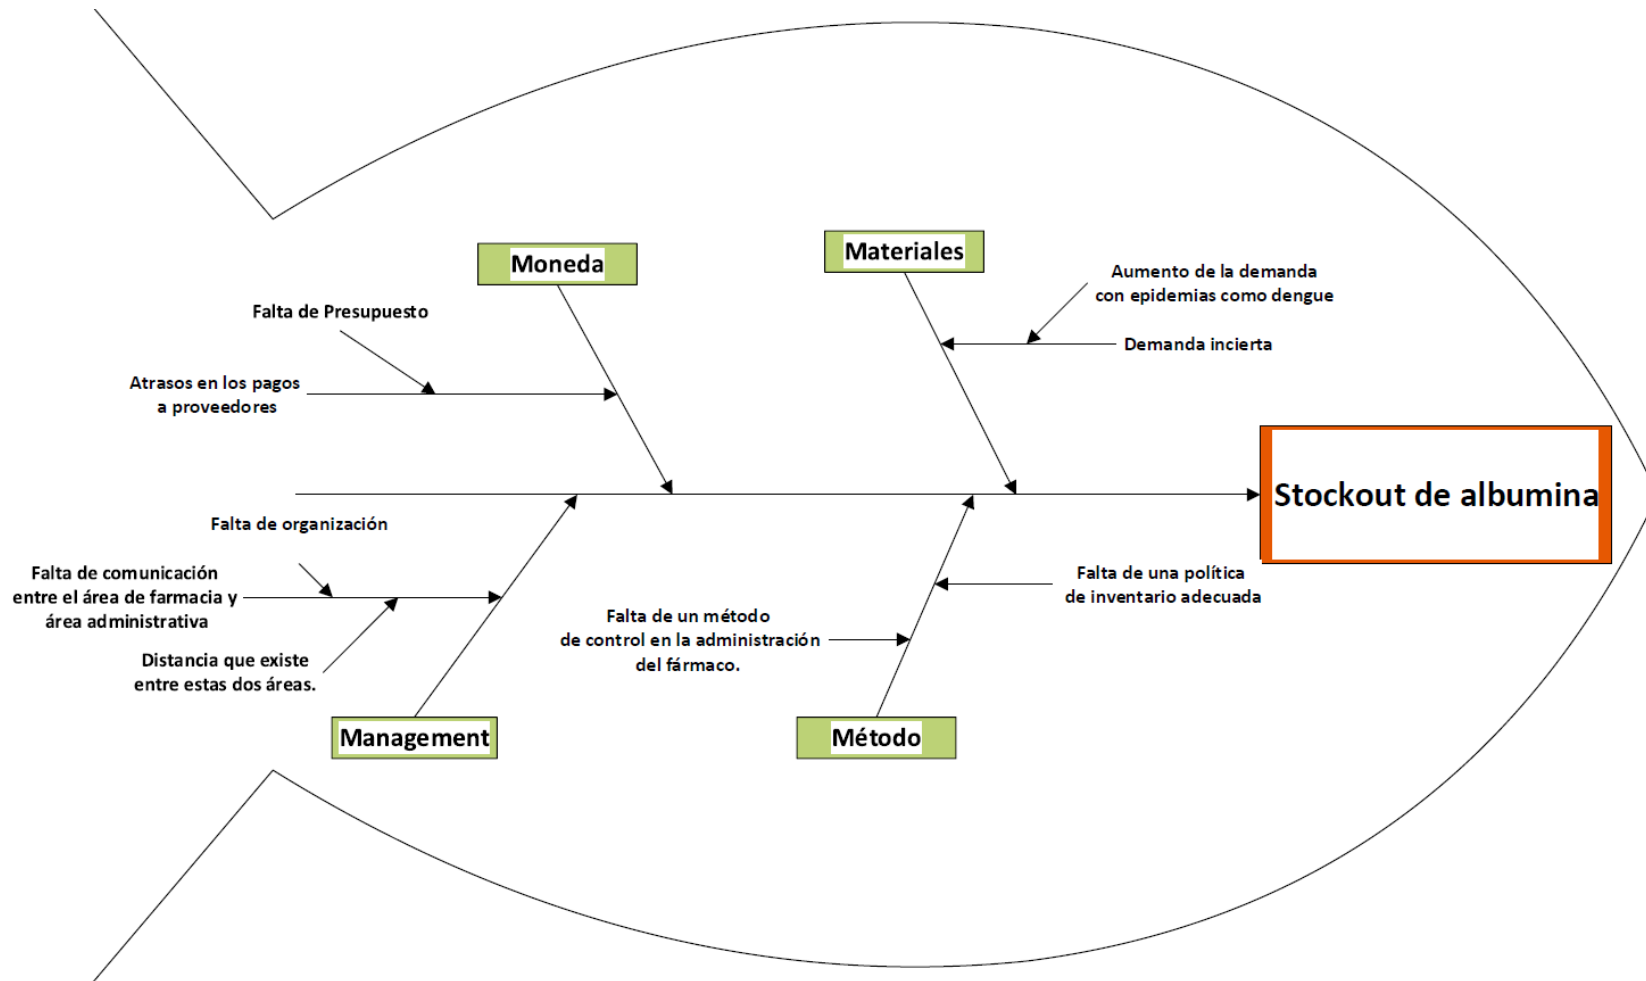 Moneda
Materiales
Aumento de la demanda
con epidemias como dengue
Falta de Presupuesto
Demanda incierta
Atrasos en los pagos
a proveedores
Stockout de albumina
Falta de organización
Falta de comunicación
entre el área de farmacia y
área administrativa
Falta de una política
de inventario adecuada
Falta de un método
de control en la administración
del fármaco.
Distancia que existe
entre estas dos áreas.
Management
Método